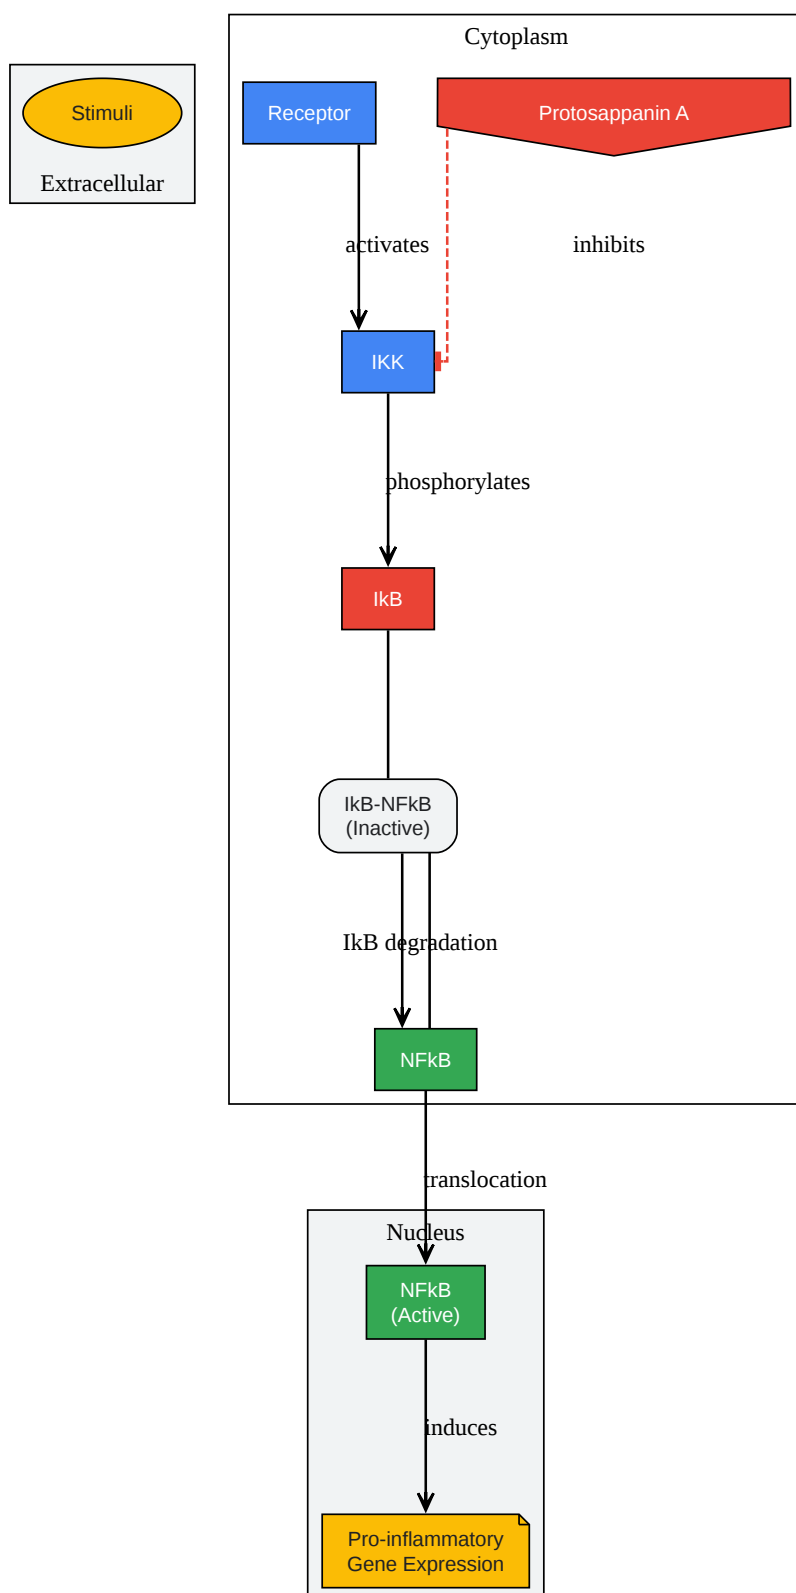 Cytoplasm
Stimuli
Extracellular
Receptor
Protosappanin A
activates
inhibits
IKK
phosphorylates
IkB
IkB-NFkB
(Inactive)
IkB degradation
NFkB
translocation
Nucleus
NFkB
(Active)
induces
Pro-inflammatory
Gene Expression